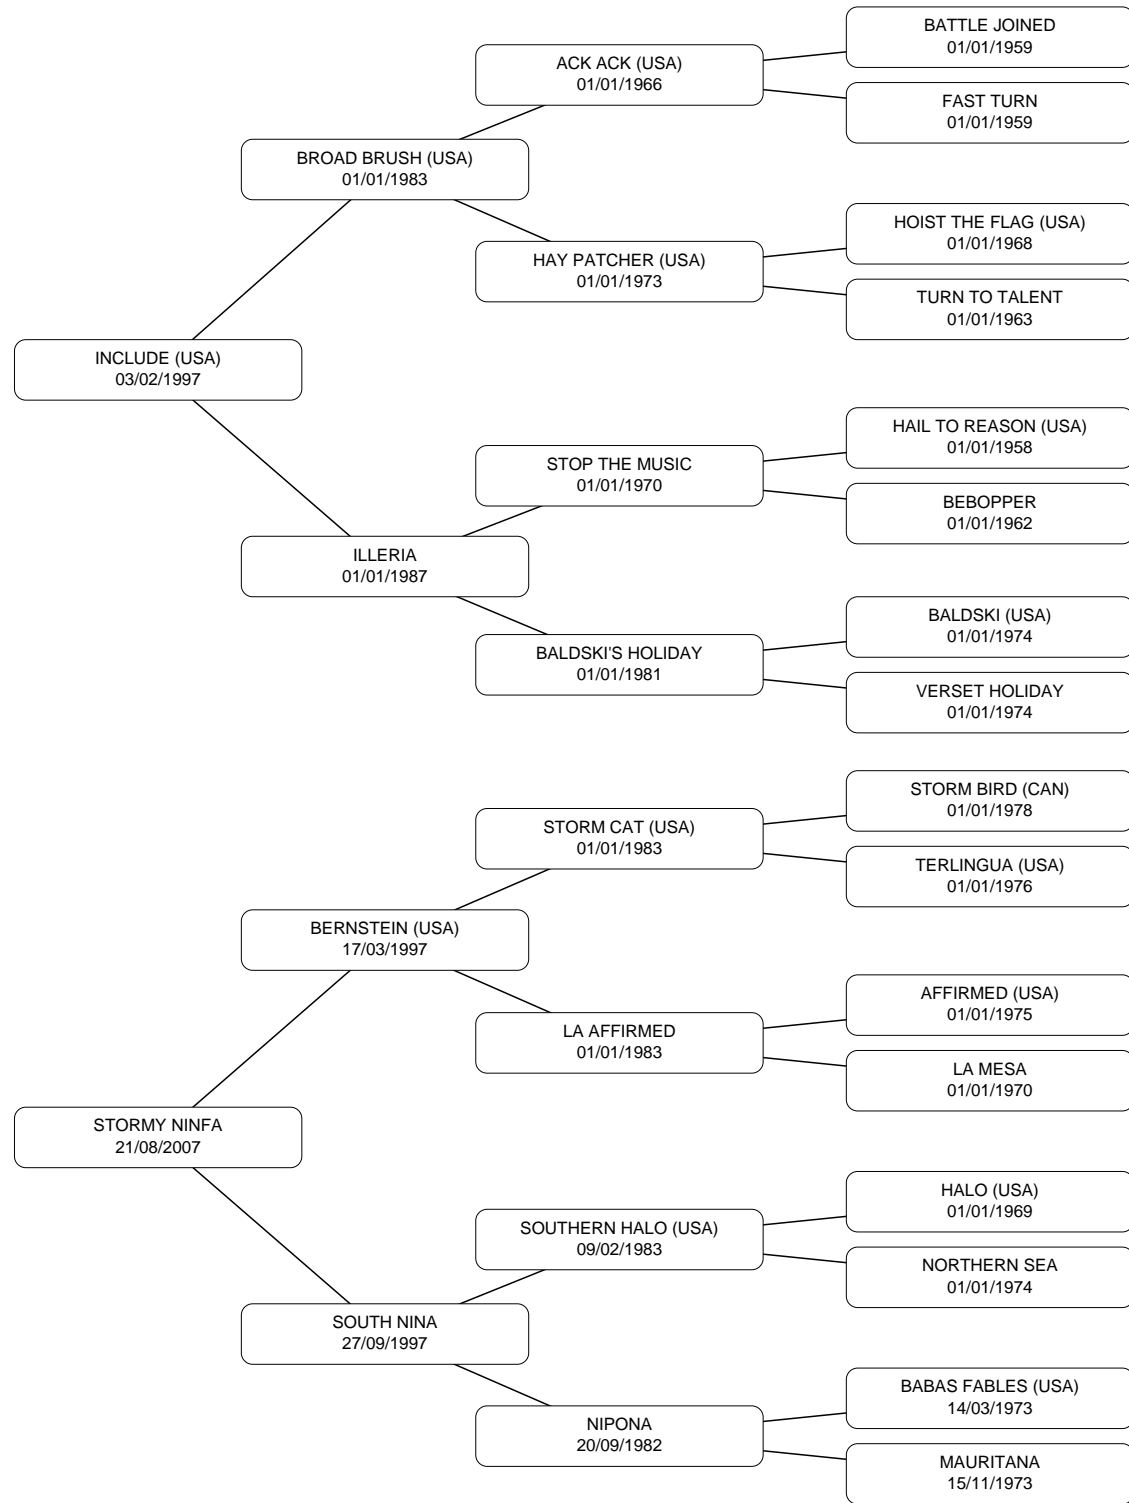 BATTLE JOINED
01/01/1959
ACK ACK (USA)
01/01/1966
FAST TURN
01/01/1959
BROAD BRUSH (USA)
01/01/1983
HOIST THE FLAG (USA)
01/01/1968
HAY PATCHER (USA)
01/01/1973
TURN TO TALENT
01/01/1963
INCLUDE (USA)
03/02/1997
HAIL TO REASON (USA)
01/01/1958
STOP THE MUSIC
01/01/1970
BEBOPPER
01/01/1962
ILLERIA
01/01/1987
BALDSKI (USA)
01/01/1974
BALDSKI'S HOLIDAY
01/01/1981
VERSET HOLIDAY
01/01/1974
STORM BIRD (CAN)
01/01/1978
STORM CAT (USA)
01/01/1983
TERLINGUA (USA)
01/01/1976
BERNSTEIN (USA)
17/03/1997
AFFIRMED (USA)
01/01/1975
LA AFFIRMED
01/01/1983
LA MESA
01/01/1970
STORMY NINFA
21/08/2007
HALO (USA)
01/01/1969
SOUTHERN HALO (USA)
09/02/1983
NORTHERN SEA
01/01/1974
SOUTH NINA
27/09/1997
BABAS FABLES (USA)
14/03/1973
NIPONA
20/09/1982
MAURITANA
15/11/1973